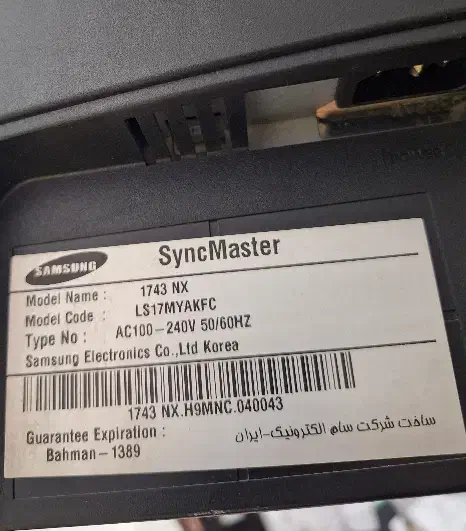 SAMSUNG
SyncMaster
Model Name : 1743 NX
Model Code : LS17MYAKFC
Type No : AC100-240V 50/60HZ
Samsung Electronics Co.,Ltd Korea
1743 NX.H9MNC.040043
Guarantee Expiration :
Bahman-1389
ساخت شرکت سام الکترونیک-ایران